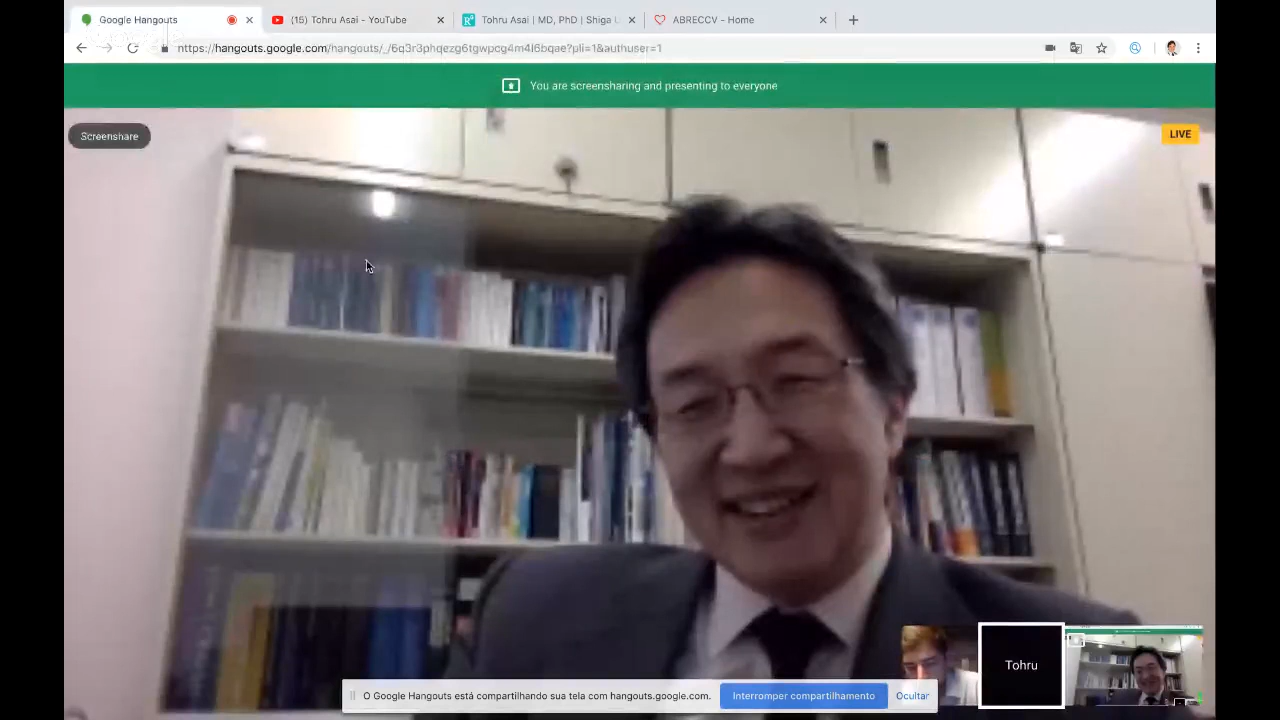 Google Hangouts
(15) Tohru Asai - YouTube
Tohru Asai | MD, PhD | Shiga U
ABRECCV - Home
https://hangouts.google.com/hangouts/_/6q3r3phqezg6tgwpcg4m4i6bqae?pli=1&authuser=1
You are screensharing and presenting to everyone
Screenshare
LIVE
Tohru
O Google Hangouts está compartilhando sua tela com hangouts.google.com.
Interromper compartilhamento
Ocultar